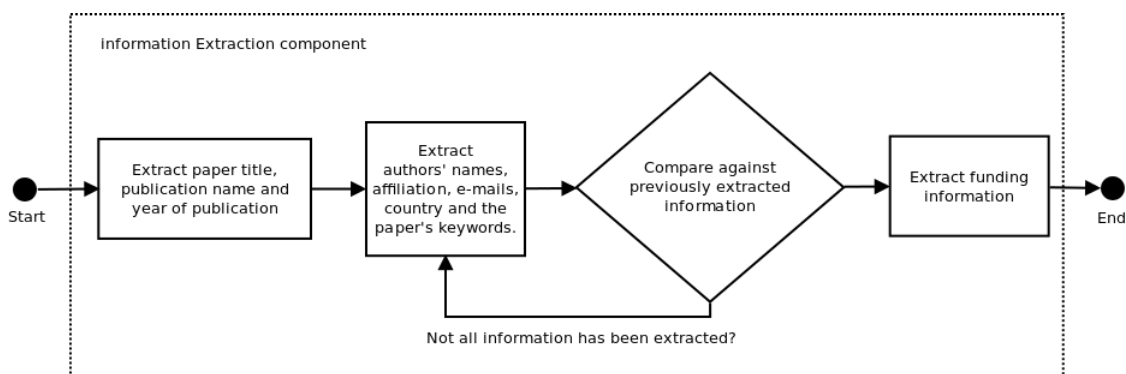 information Extraction component
Start
Extract paper title,
publication name and
year of publication
Extract
authors' names,
affiliation, e-mails,
country and the
paper's keywords.
Compare against
previously extracted
information
Not all information has been extracted?
Extract funding
information
End